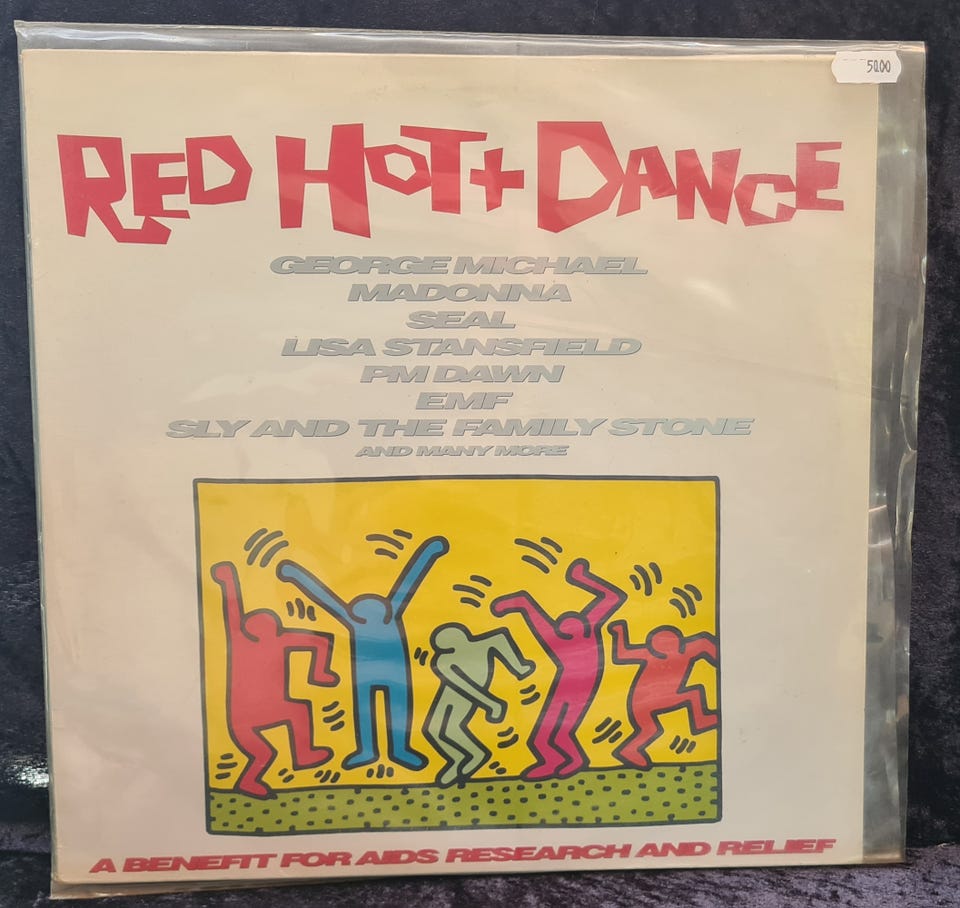 5000
RED HOT + DANCE
GEORGE MICHAEL
MADONNA
SEAL
LISA STANSFIELD
PM DAWN
EMF
SLY AND THE FAMILY STONE
AND MANY MORE
A BENEFIT FOR AIDS RESEARCH AND RELIEF